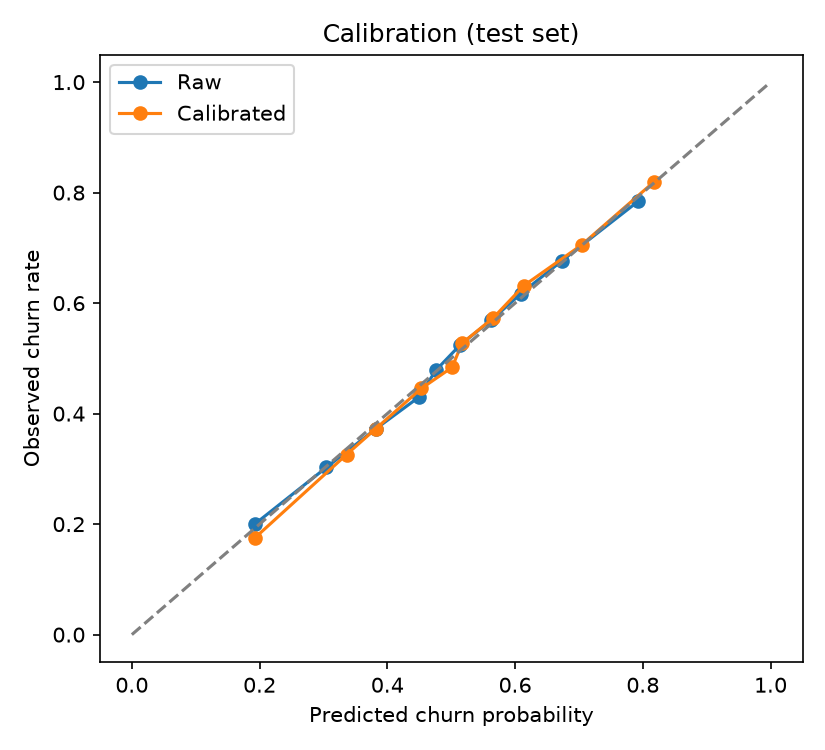 Calibration (test set)
Raw
Calibrated
1.0
0.8
0.6
0.4
0.2
0.0
Observed churn rate
0.0 0.2 0.4 0.6 0.8 1.0
Predicted churn probability